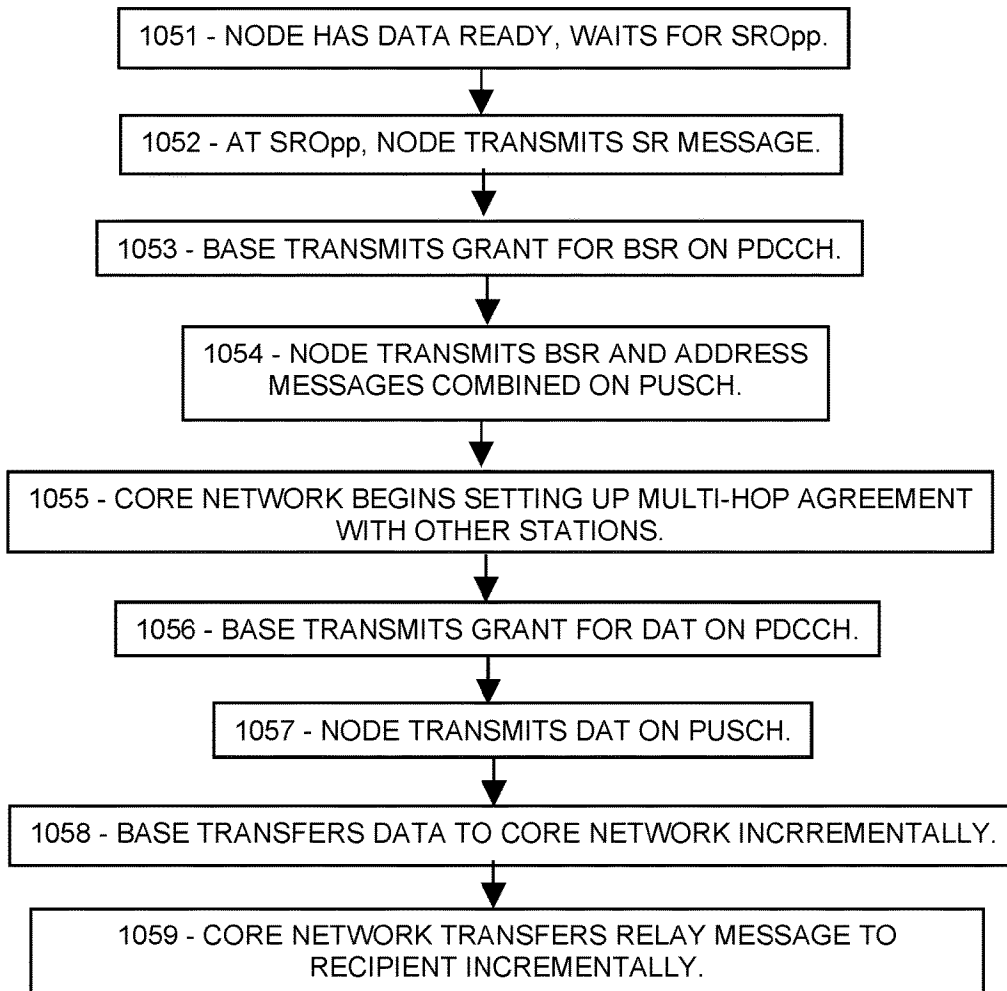 1051 - NODE HAS DATA READY, WAITS FOR SROpp.
1052 - AT SROpp, NODE TRANSMITS SR MESSAGE.
1053 - BASE TRANSMITS GRANT FOR BSR ON PDCCH.
1054 - NODE TRANSMITS BSR AND ADDRESS
MESSAGES COMBINED ON PUSCH.
1055 - CORE NETWORK BEGINS SETTING UP MULTI-HOP AGREEMENT
WITH OTHER STATIONS.
1056 - BASE TRANSMITS GRANT FOR DAT ON PDCCH.
1057 - NODE TRANSMITS DAT ON PUSCH.
1058 - BASE TRANSFERS DATA TO CORE NETWORK INCRREMENTALLY.
1059 - CORE NETWORK TRANSFERS RELAY MESSAGE TO
RECIPIENT INCREMENTALLY.